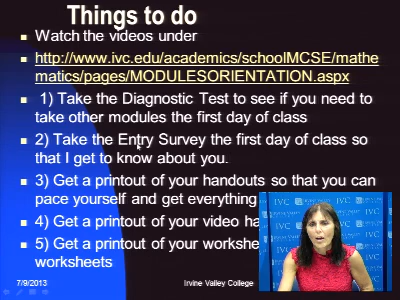 Things to do
Watch the videos under
http://www.ivc.edu/academics/schoolMCSE/mathe
matics/pages/MODULESORIENTATION.aspx
1) Take the Diagnostic Test to see if you need to
take other modules the first day of class
2) Take the Entry Survey the first day of class so
that I get to know about you.
3) Get a printout of your handouts so that you can
pace yourself and get everything
4) Get a printout of your video ha
5) Get a printout of your workshe
worksheets
7/9/2013
Irvine Valley College
IVC
IVC